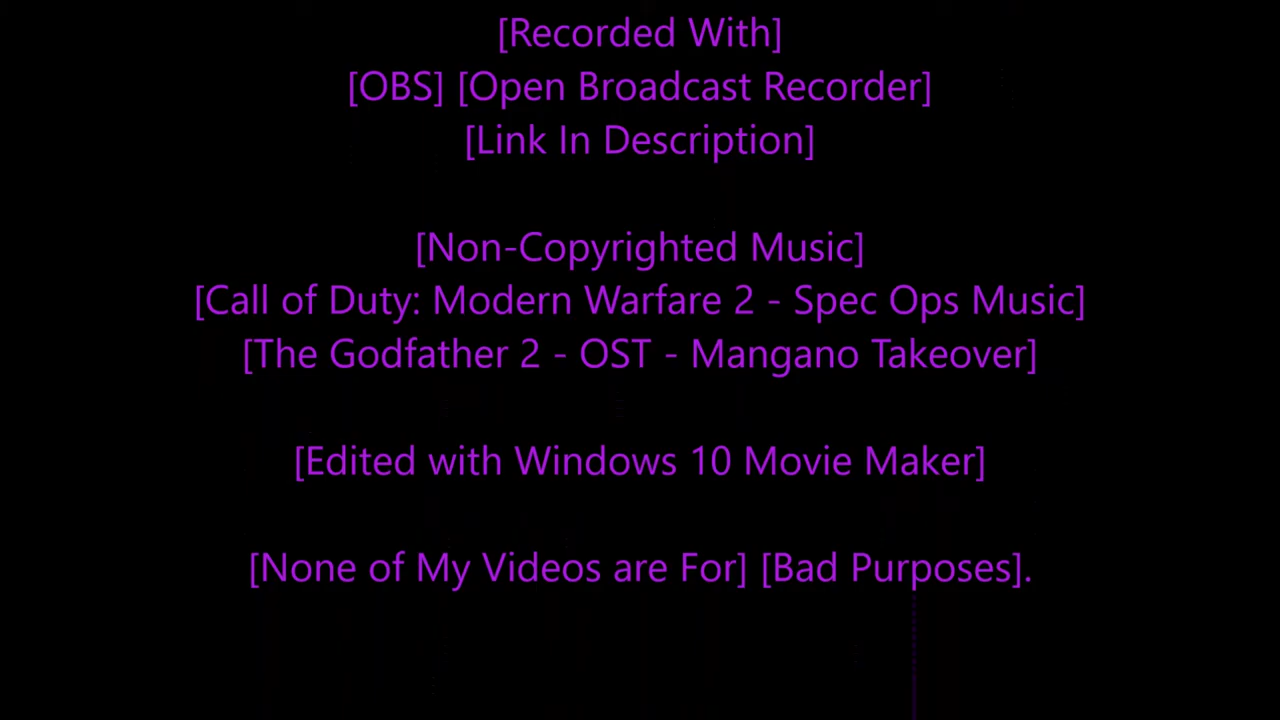 [Recorded With]
[OBS] [Open Broadcast Recorder]
[Link In Description]
[Non-Copyrighted Music]
[Call of Duty: Modern Warfare 2 - Spec Ops Music]
[The Godfather 2 - OST - Mangano Takeover]
[Edited with Windows 10 Movie Maker]
[None of My Videos are For] [Bad Purposes].